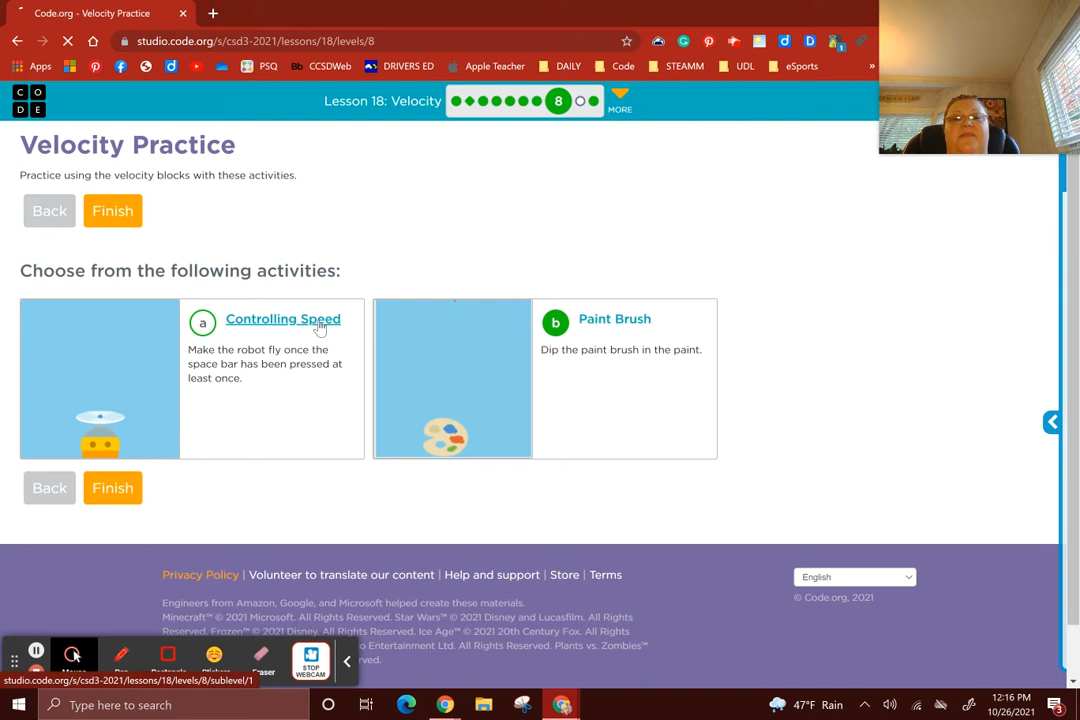 Code.org - Velocity Practice
studio.code.org/s/csd3-2021/lessons/18/levels/8
Apps
PSQ
Bb CCSDWeb
DRIVERS ED
Apple Teacher
DAILY
Code
STEAMM
UDL
eSports
»
C O
D E
Lesson 18: Velocity
8
MORE
Velocity Practice
Practice using the velocity blocks with these activities.
Back
Finish
Choose from the following activities:
a
Controlling Speed
Make the robot fly once the
space bar has been pressed at
least once.
b
Paint Brush
Dip the paint brush in the paint.
Back
Finish
Privacy Policy | Volunteer to translate our content | Help and support | Store | Terms
English
© Code.org, 2021
Engineers from Amazon, Google, and Microsoft helped create these materials.
Minecraft™ © 2021 Microsoft. All Rights Reserved. Star Wars™ © 2021 Disney and Lucasfilm. All Rights
Reserved. Frozen™ © 2021 Disney. All Rights Reserved. Ice Age™ © 2021 20th Century Fox. All Rights
Entertainment Ltd. All Rights Reserved. Plants vs. Zombies™
STOP
WEBCAM
Eraser
studio.code.org/s/csd3-2021/lessons/18/levels/8/sublevel/1
Type here to search
47°F Rain
12:16 PM
10/26/2021
3